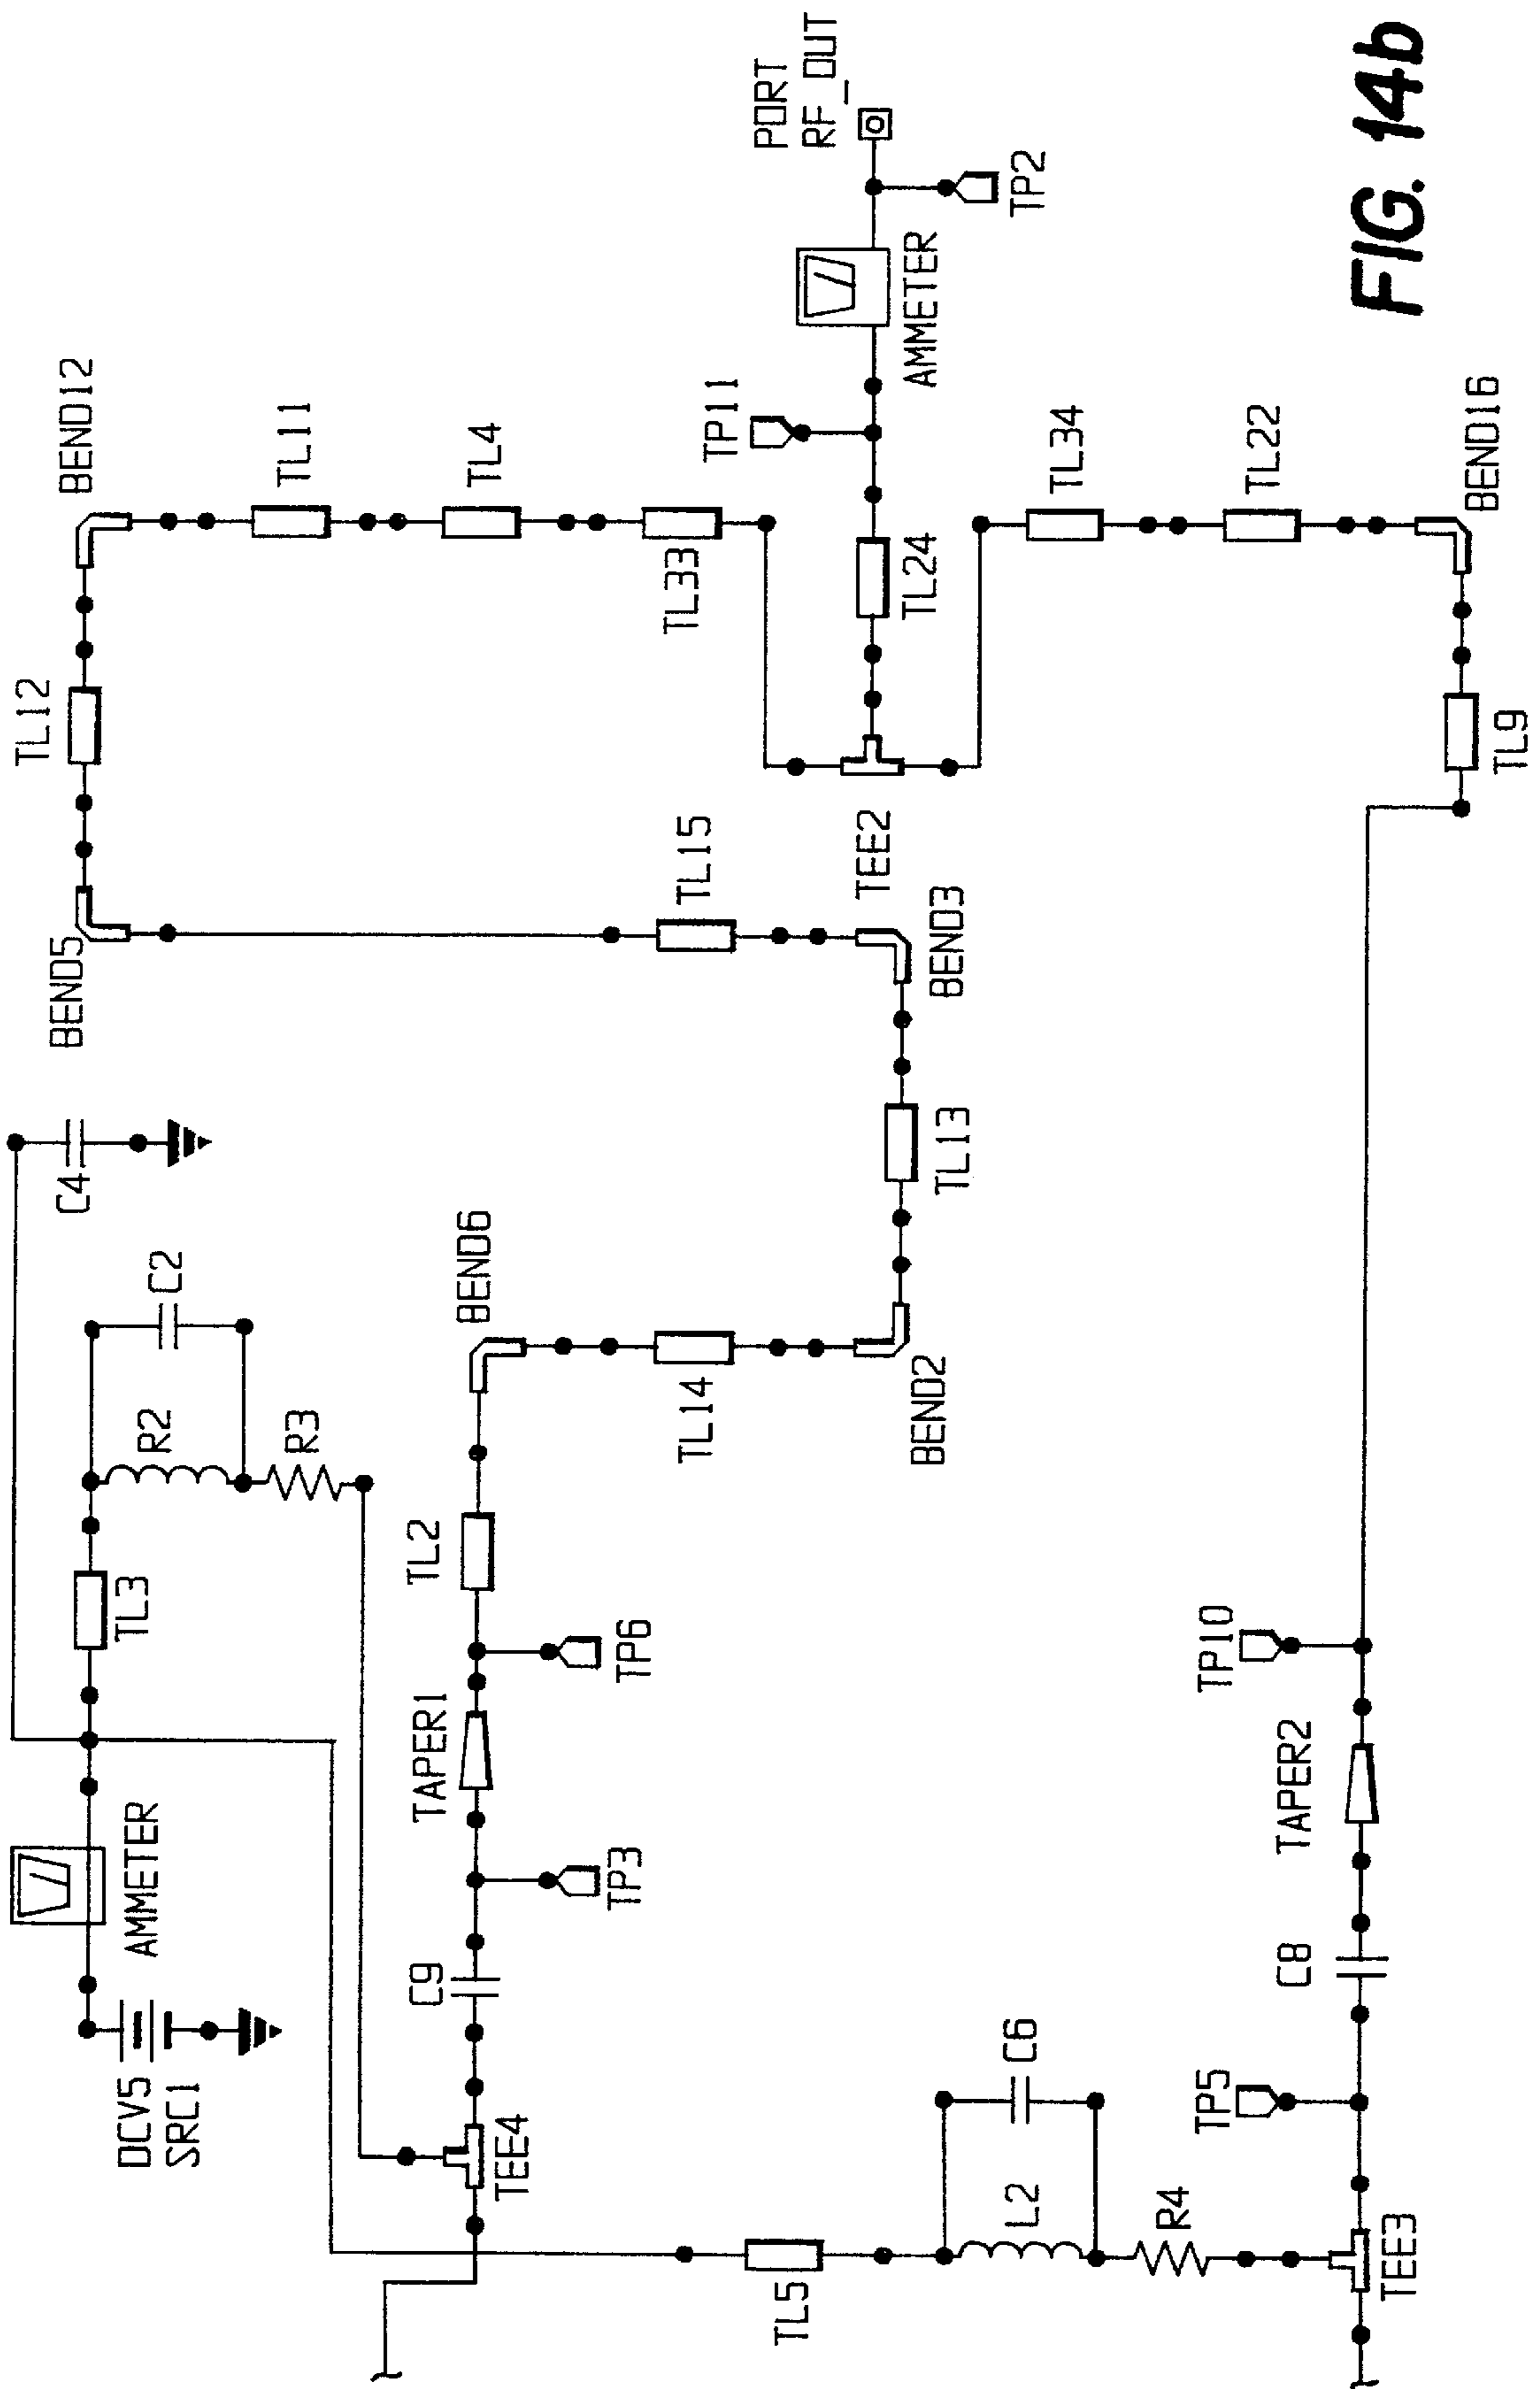 DCV5
SRC1
AMMETER
TL3
R2
C2
R3
C4
TEE4
C9
TP3
TAPER1
TP6
TL2
BEND6
TL14
BEND2
TL13
BEND3
TL15
BEND5
TL12
BEND12
TL11
TL4
TL33
TEE2
TL24
TP11
AMMETER
TP2
PORT
RF_OUT
TL34
TL22
BEND16
TL9
TL5
L2
C6
R4
TEE3
TP5
C8
TAPER2
TP10
FIG. 14b